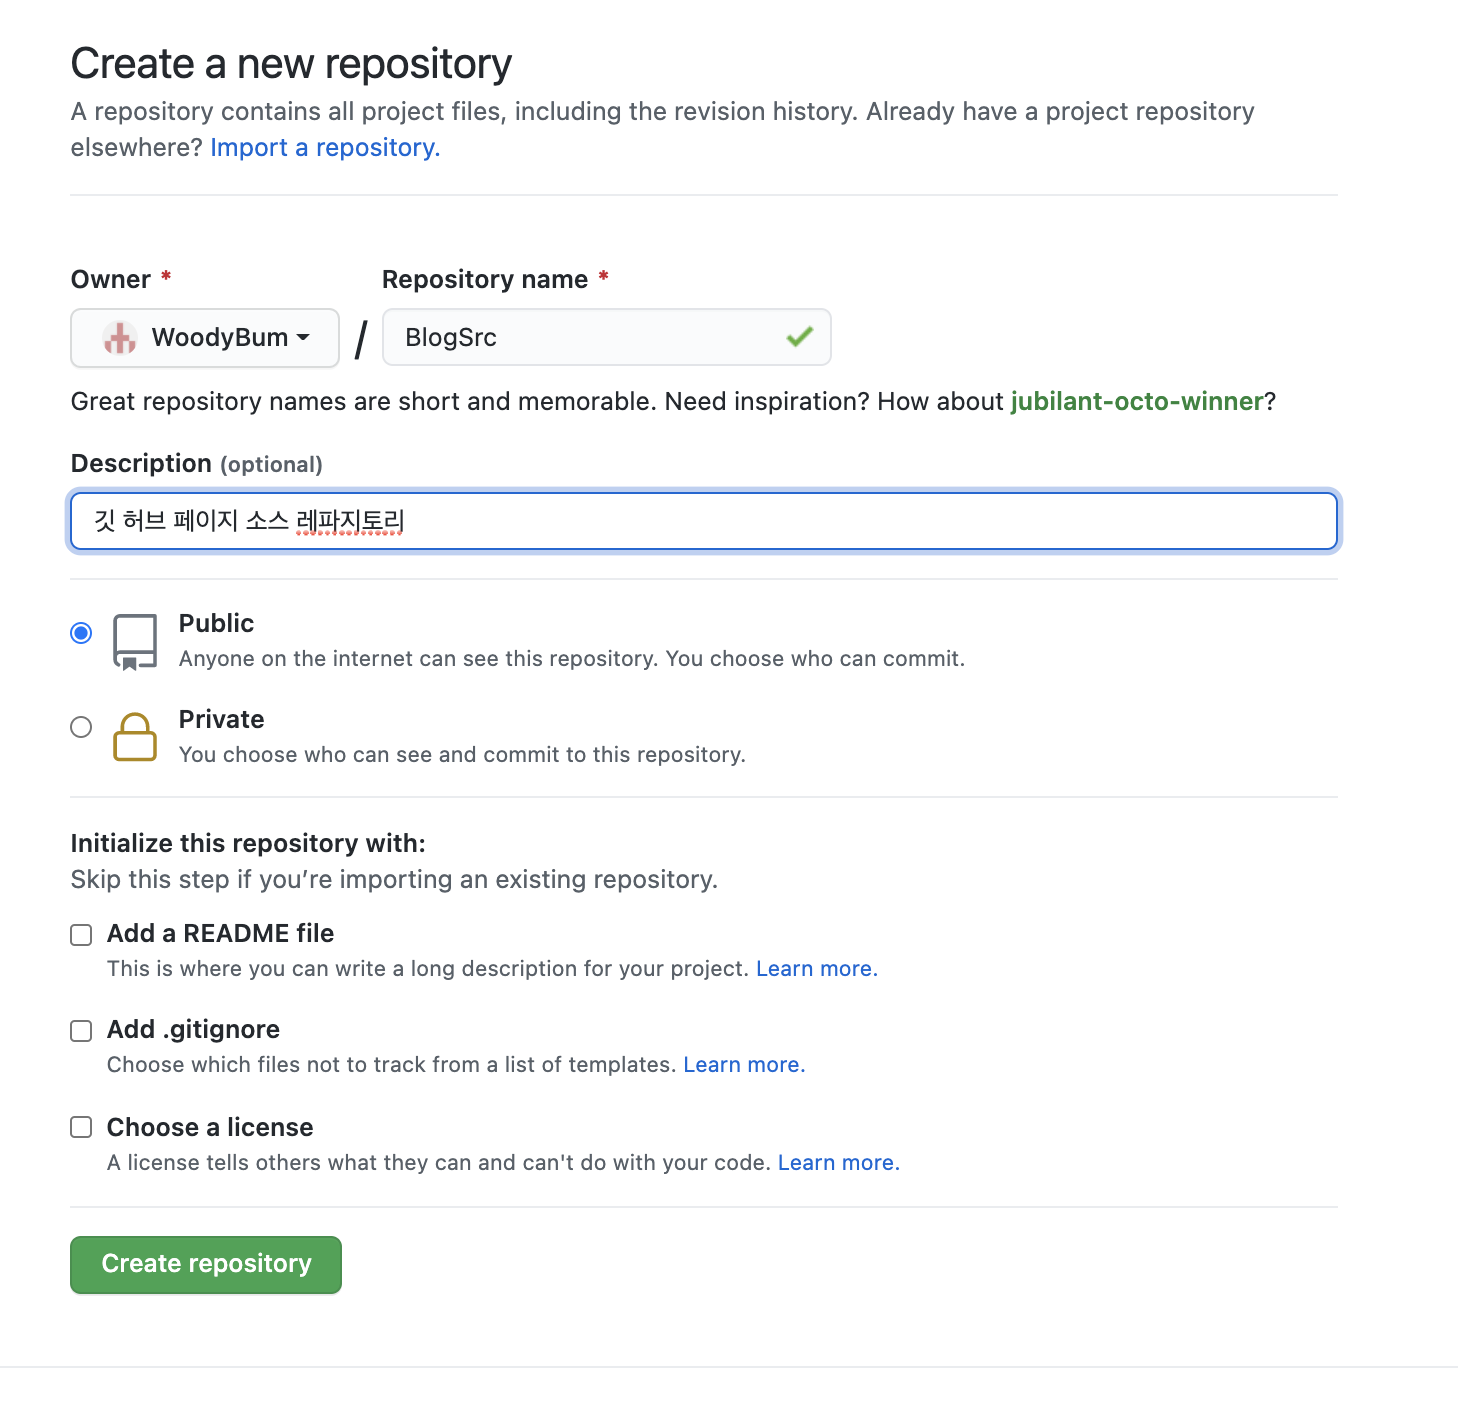 Create a new repository
A repository contains all project files, including the revision history. Already have a project repository
elsewhere? Import a repository.
Owner *
Repository name *
WoodyBum
/
BlogSrc
Great repository names are short and memorable. Need inspiration? How about jubilant-octo-winner?
Description (optional)
깃 허브 페이지 소스 레파지토리
Public
Anyone on the internet can see this repository. You choose who can commit.
Private
You choose who can see and commit to this repository.
Initialize this repository with:
Skip this step if you’re importing an existing repository.
Add a README file
This is where you can write a long description for your project. Learn more.
Add .gitignore
Choose which files not to track from a list of templates. Learn more.
Choose a license
A license tells others what they can and can't do with your code. Learn more.
Create repository